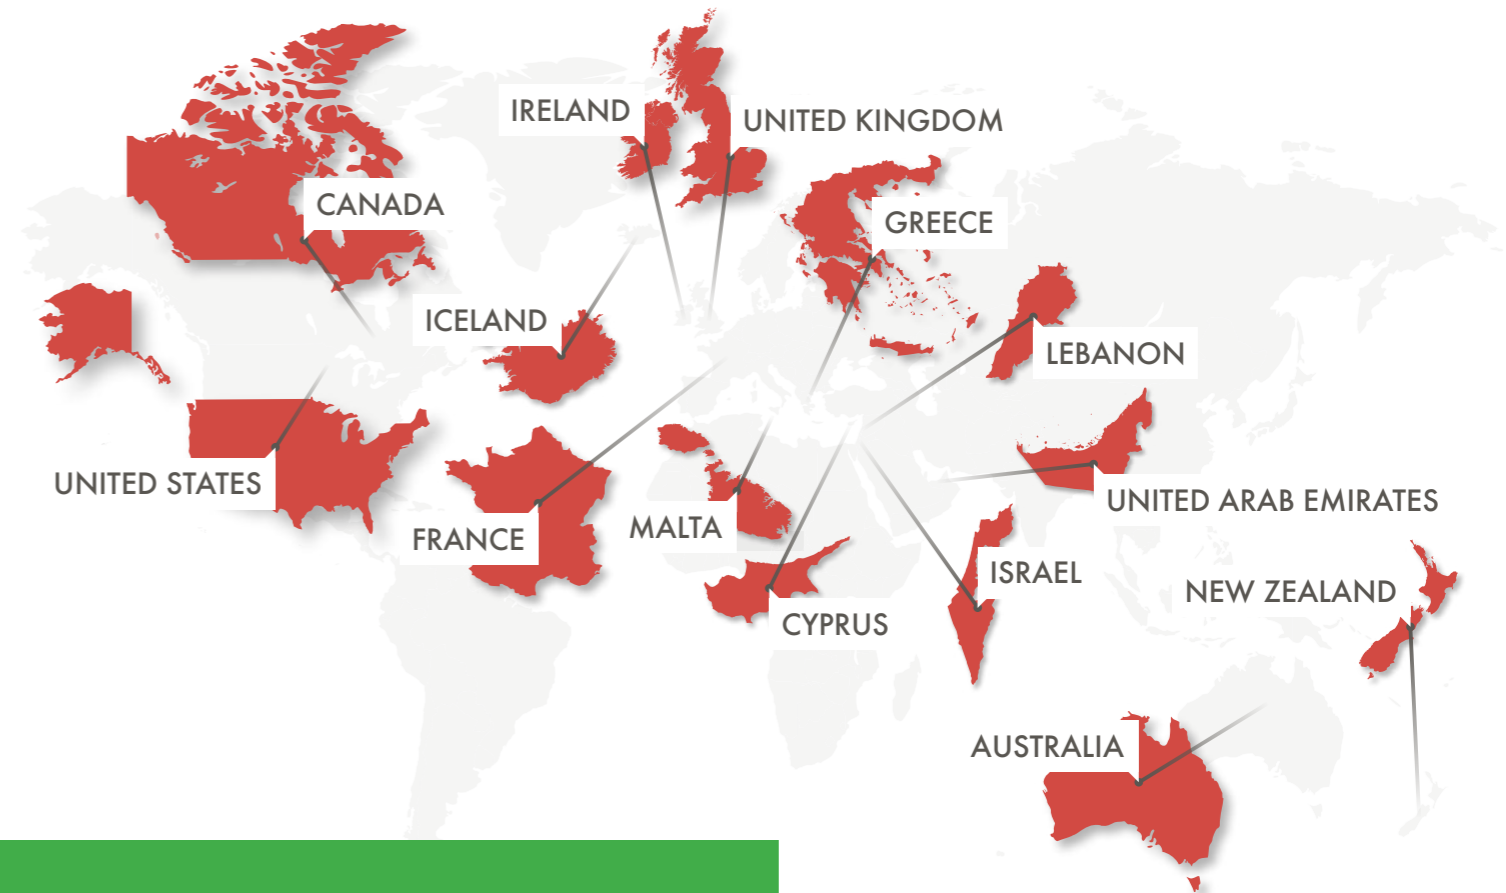 IRELAND
UNITED KINGDOM
CANADA
GREECE
ICELAND
LEBANON
UNITED STATES
UNITED ARAB EMIRATES
FRANCE
MALTA
ISRAEL
NEW ZEALAND
CYPRUS
AUSTRALIA